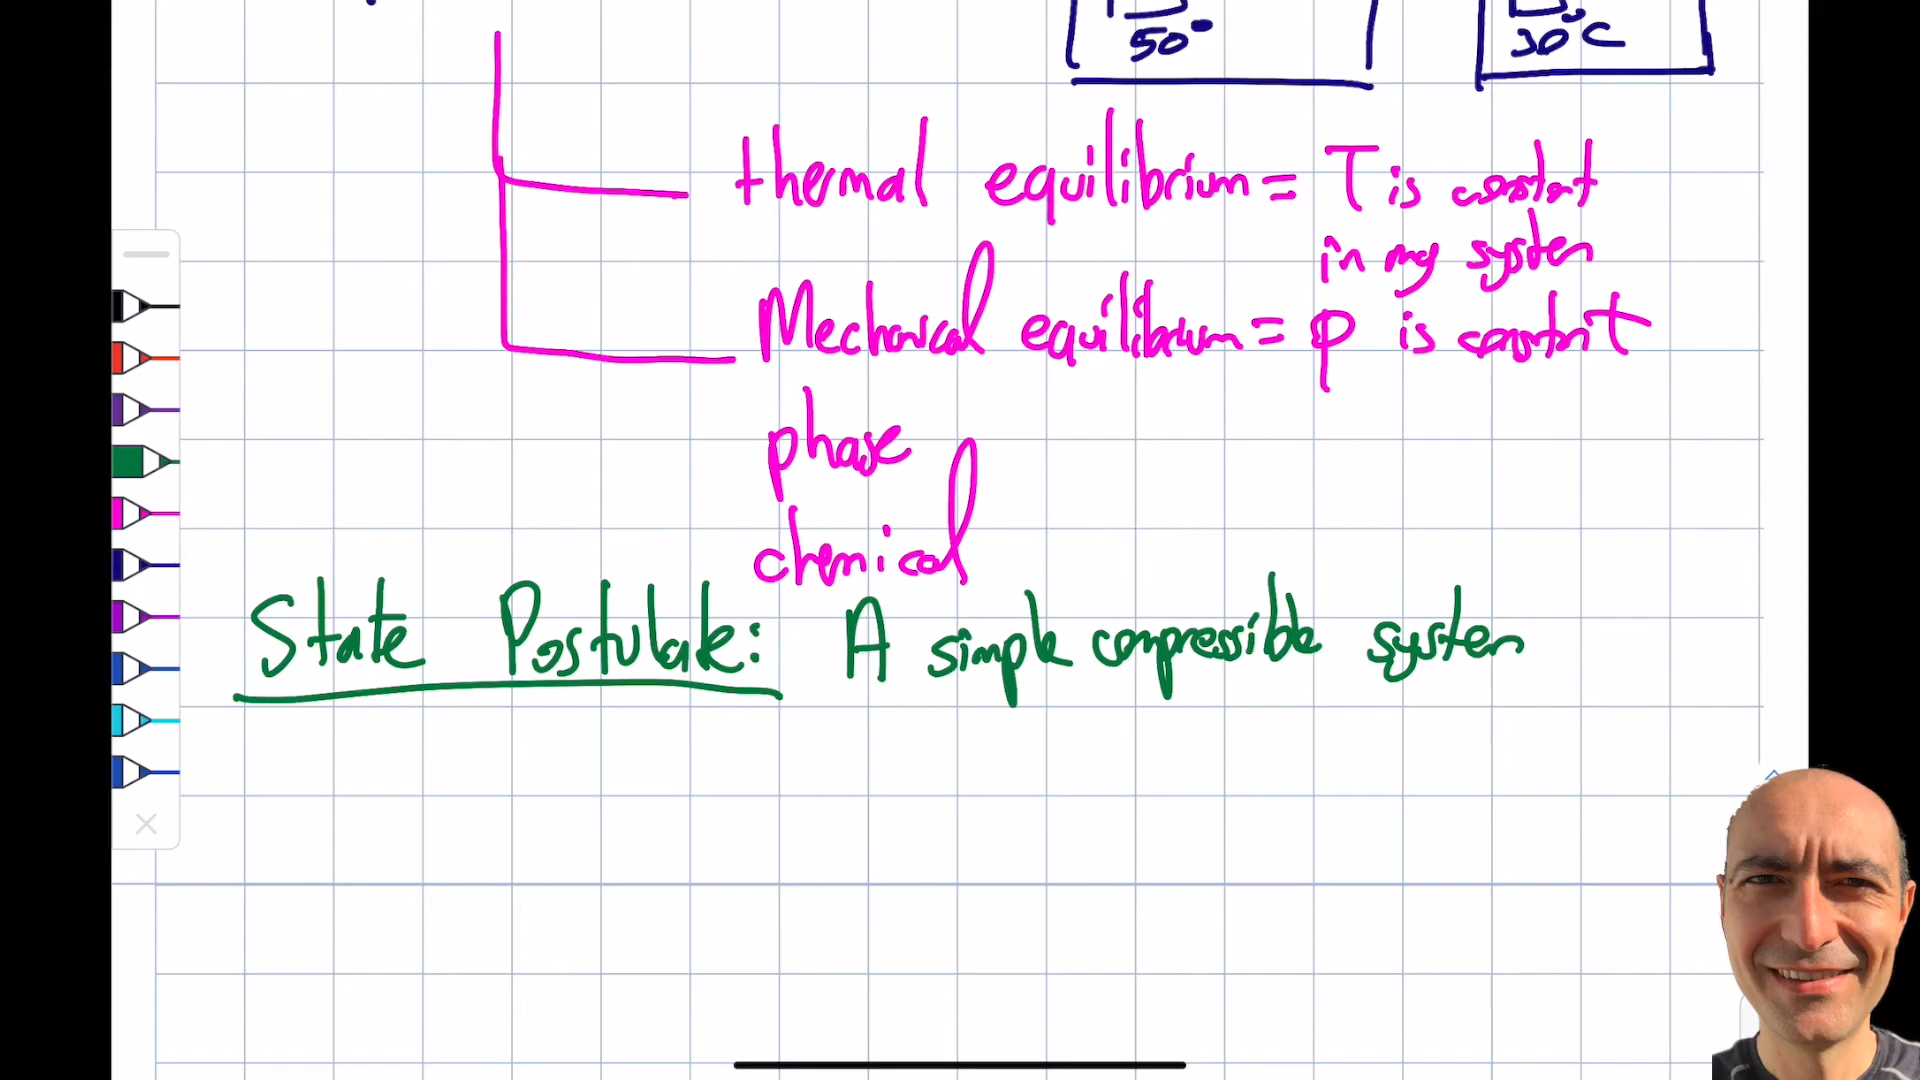 50°
30°C
thermal equilibrium = T is constant
in my system
Mechanical equilibrium = P is constant
phase
chemical
State Postulate: A simple compressible system